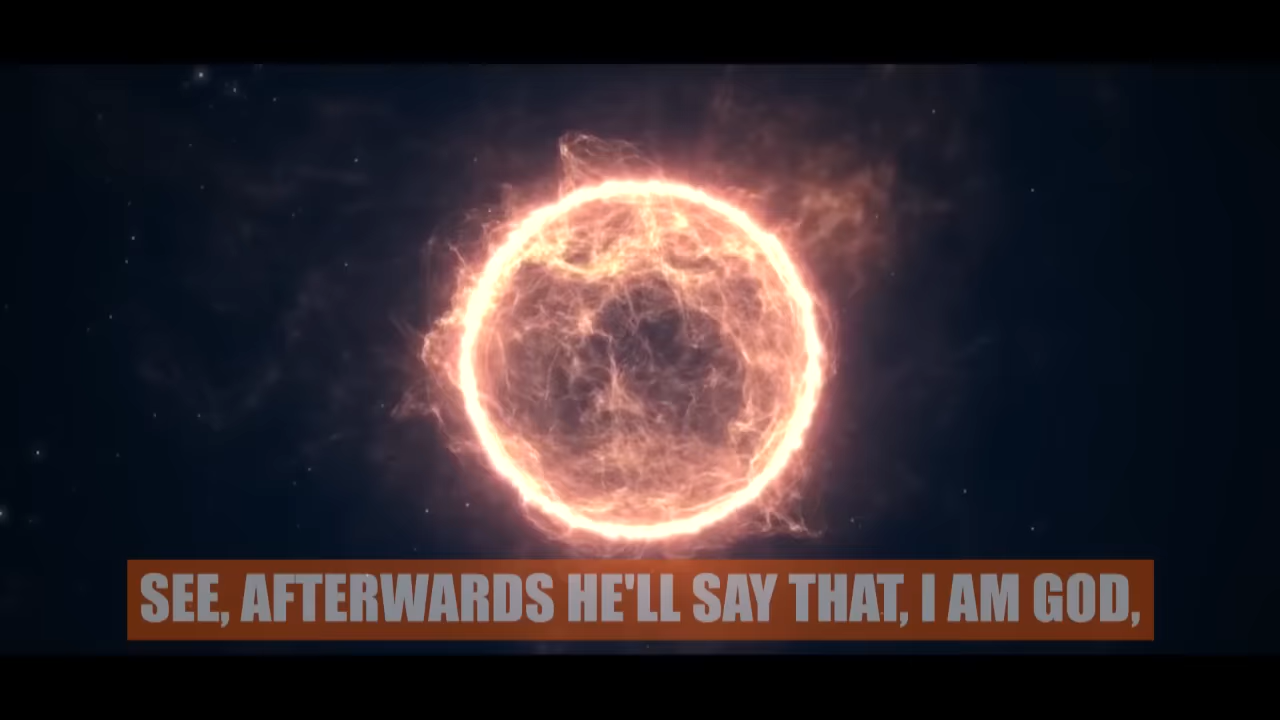 SEE, AFTERWARDS HE'LL SAY THAT, I AM GOD,